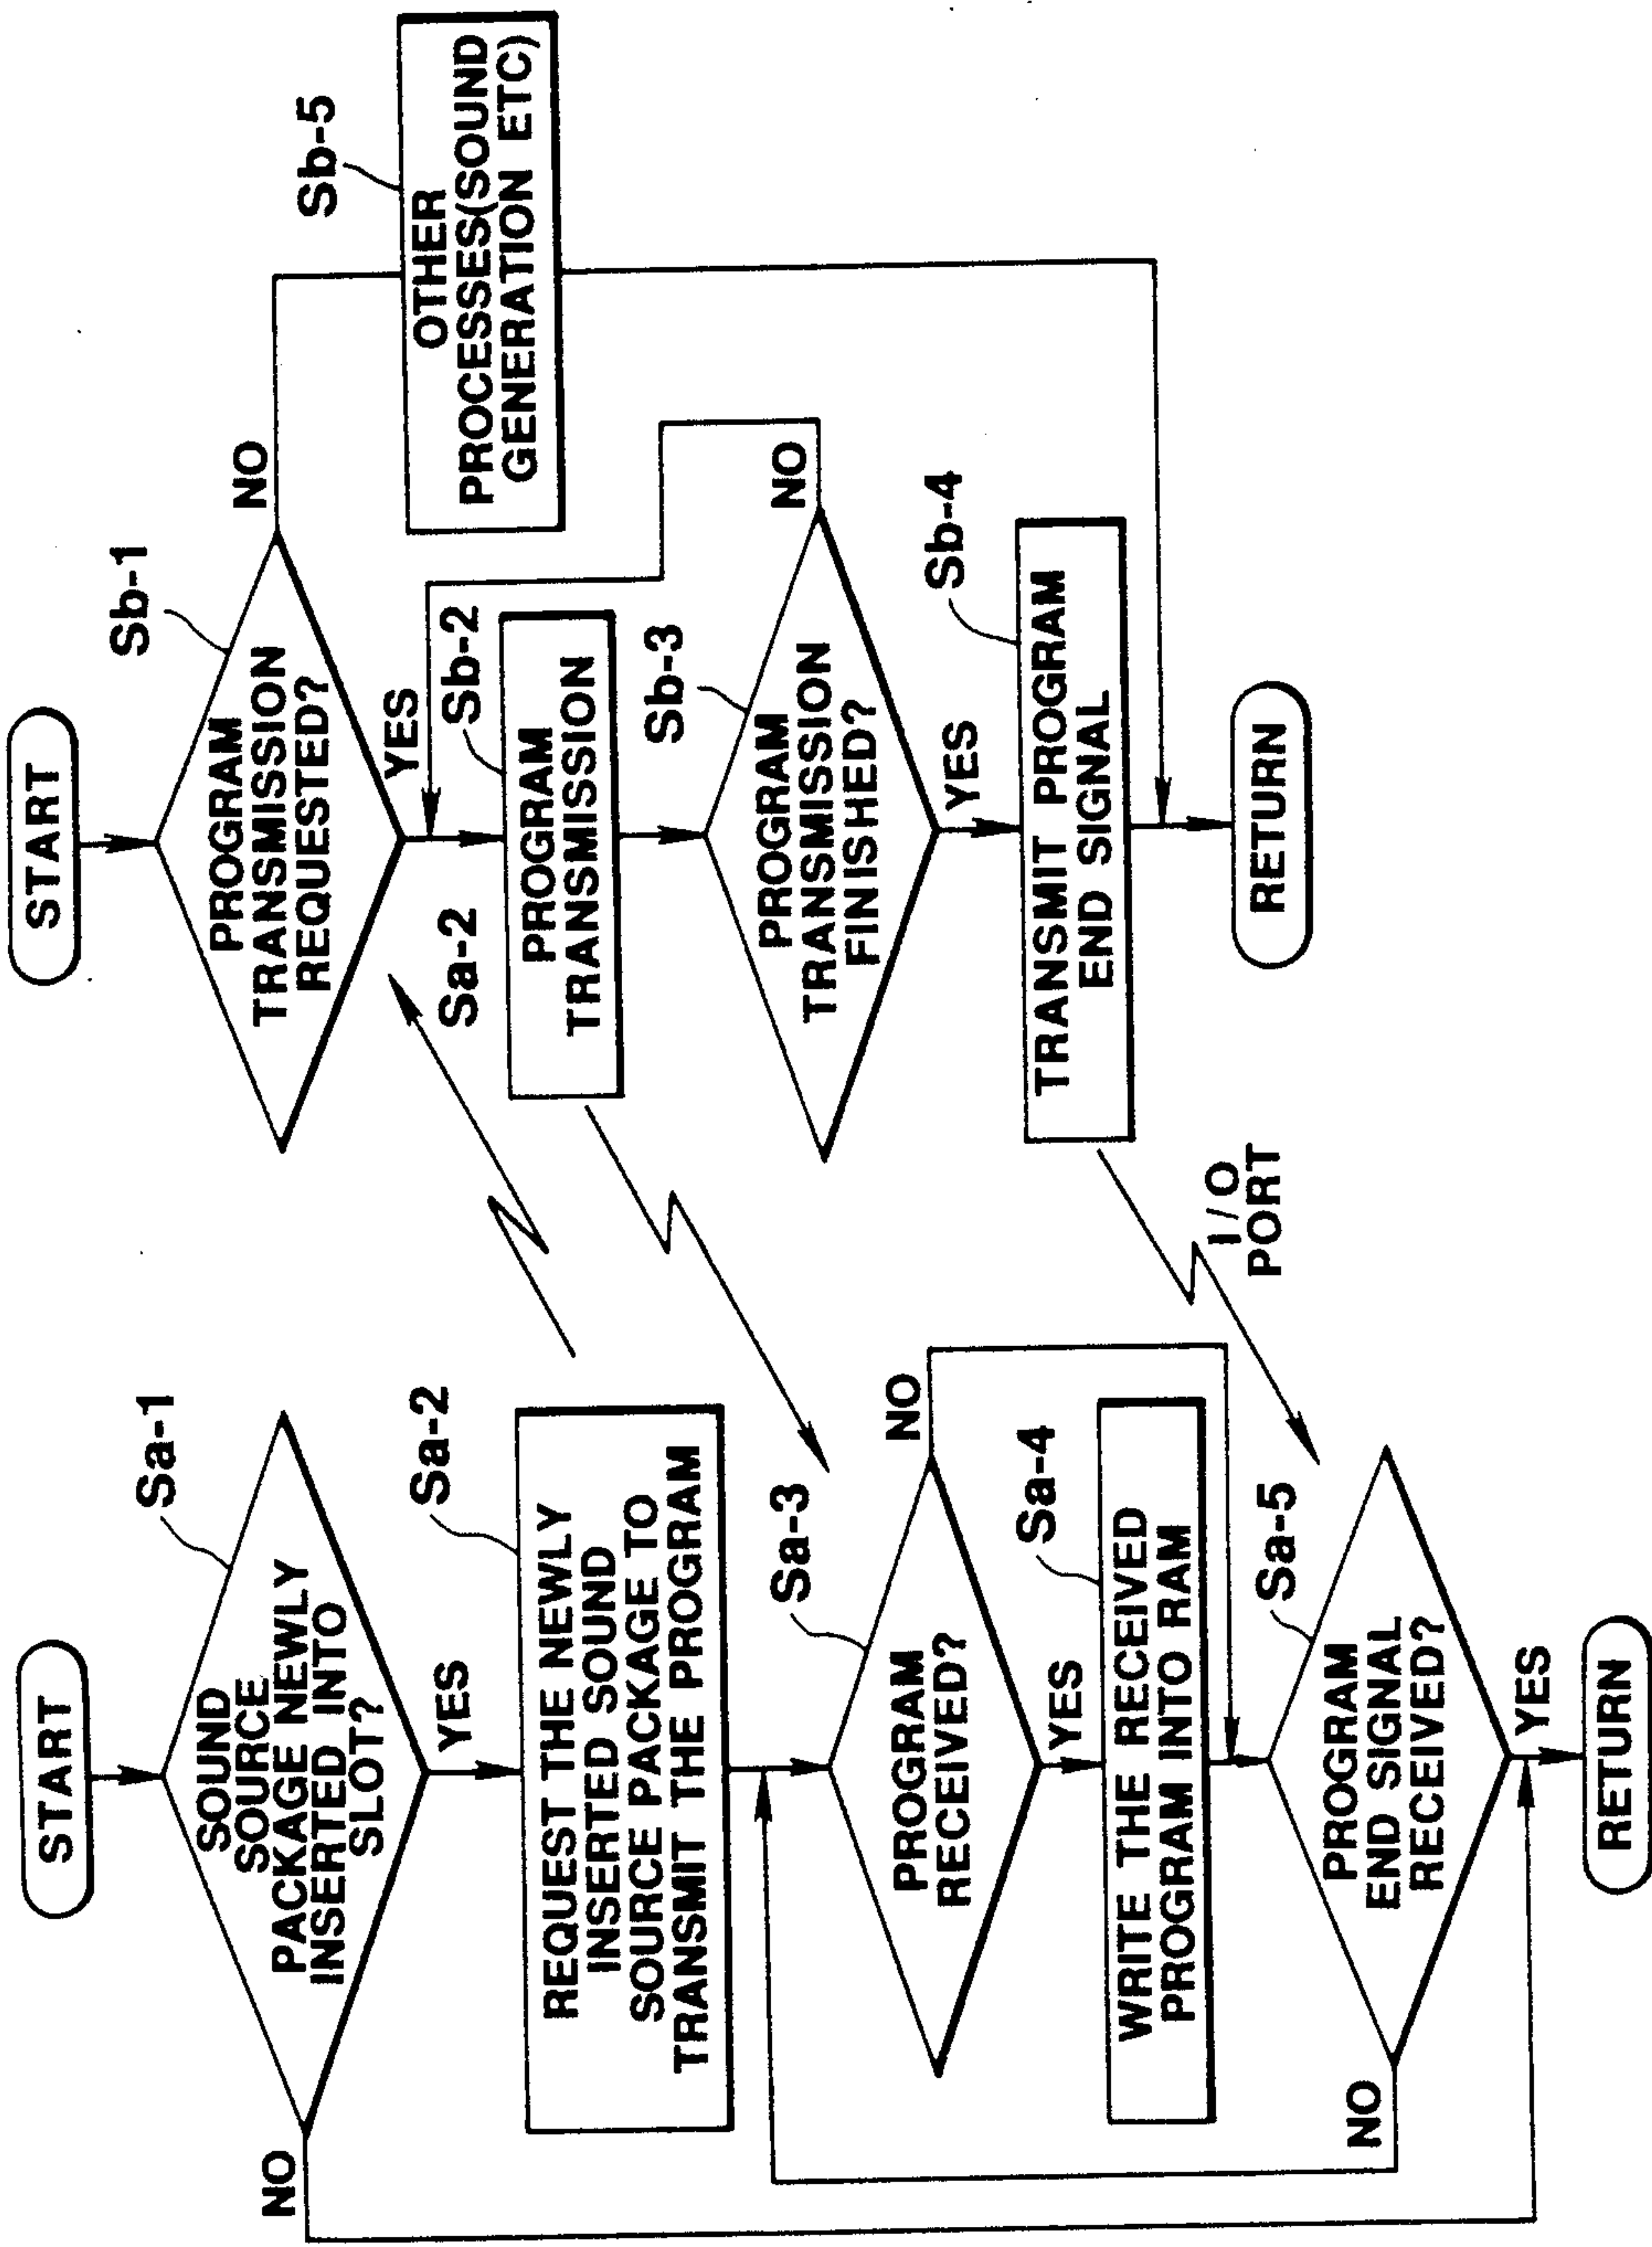 START
Sa-1
SOUND
SOURCE
PACKAGE NEWLY
INSERTED INTO
SLOT?
NO
YES
Sa-2
REQUEST THE NEWLY
INSERTED SOUND
SOURCE PACKAGE TO
TRANSMIT THE PROGRAM
Sa-3
PROGRAM
RECEIVED?
NO
YES
Sa-4
WRITE THE RECEIVED
PROGRAM INTO RAM
Sa-5
PROGRAM
END SIGNAL
RECEIVED?
NO
YES
RETURN
START
Sb-1
PROGRAM
TRANSMISSION
REQUESTED?
NO
YES
Sb-5
OTHER
PROCESSES(SOUND
GENERATION ETC)
Sa-2
Sb-2
PROGRAM
TRANSMISSION
Sb-3
PROGRAM
TRANSMISSION
FINISHED?
NO
YES
Sb-4
TRANSMIT PROGRAM
END SIGNAL
I/O
PORT
RETURN